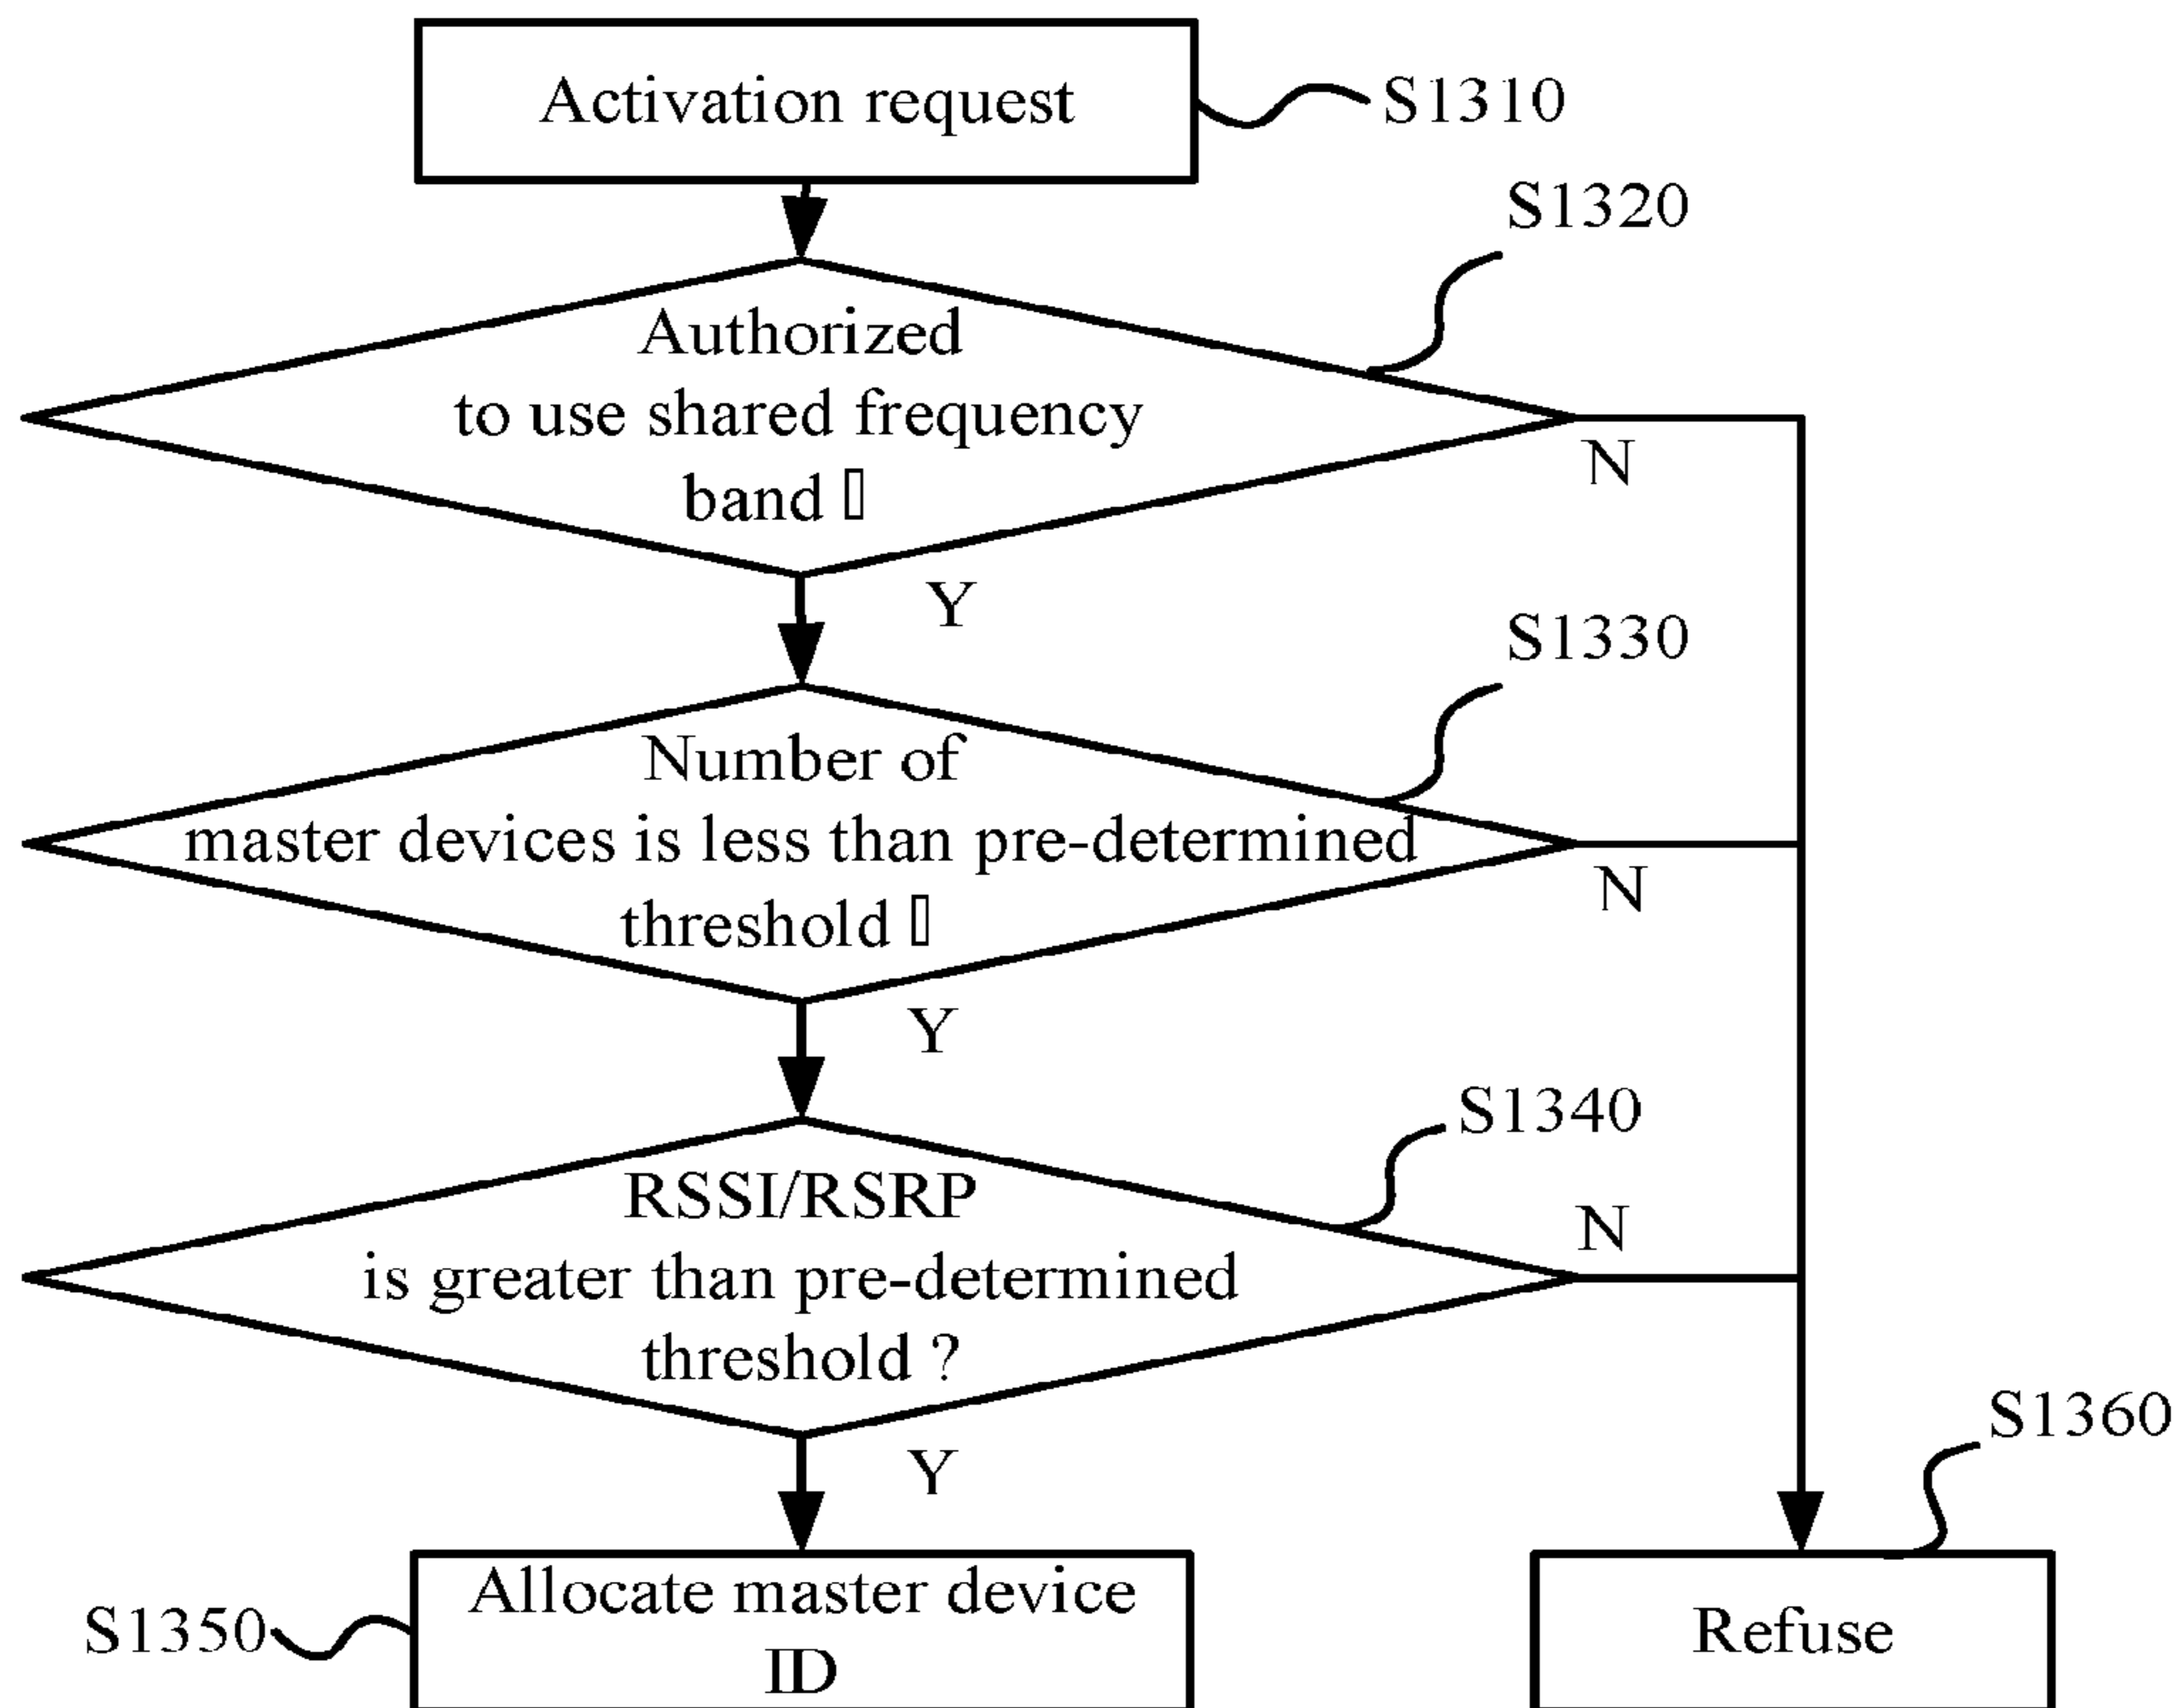 Activation request
S1310
S1320
Authorized
to use shared frequency
band
N
Y
S1330
Number of
master devices is less than pre-determined
threshold
N
Y
S1340
RSSI/RSRP
is greater than pre-determined
threshold ?
N
Y
S1360
Allocate master device
ID
S1350
Refuse